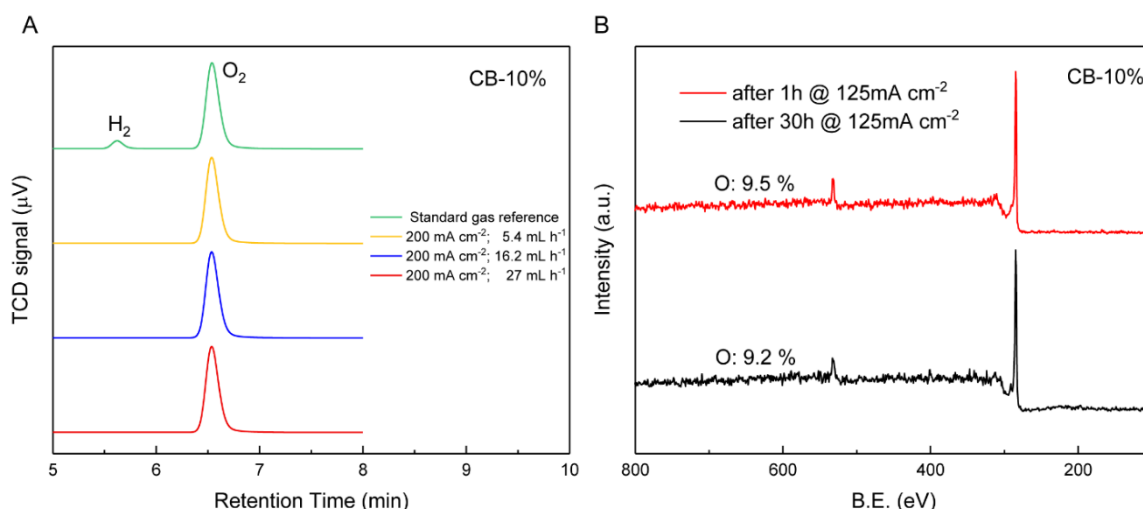 A
CB-10%
H₂
O₂
Standard gas reference
200 mA cm⁻²; 5.4 mL h⁻¹
200 mA cm⁻²; 16.2 mL h⁻¹
200 mA cm⁻²; 27 mL h⁻¹
TCD signal (μV)
5 6 7 8 9 10
Retention Time (min)
B
CB-10%
after 1h @ 125mA cm⁻²
after 30h @ 125mA cm⁻²
O: 9.5 %
O: 9.2 %
Intensity (a.u.)
800 600 400 200
B.E. (eV)